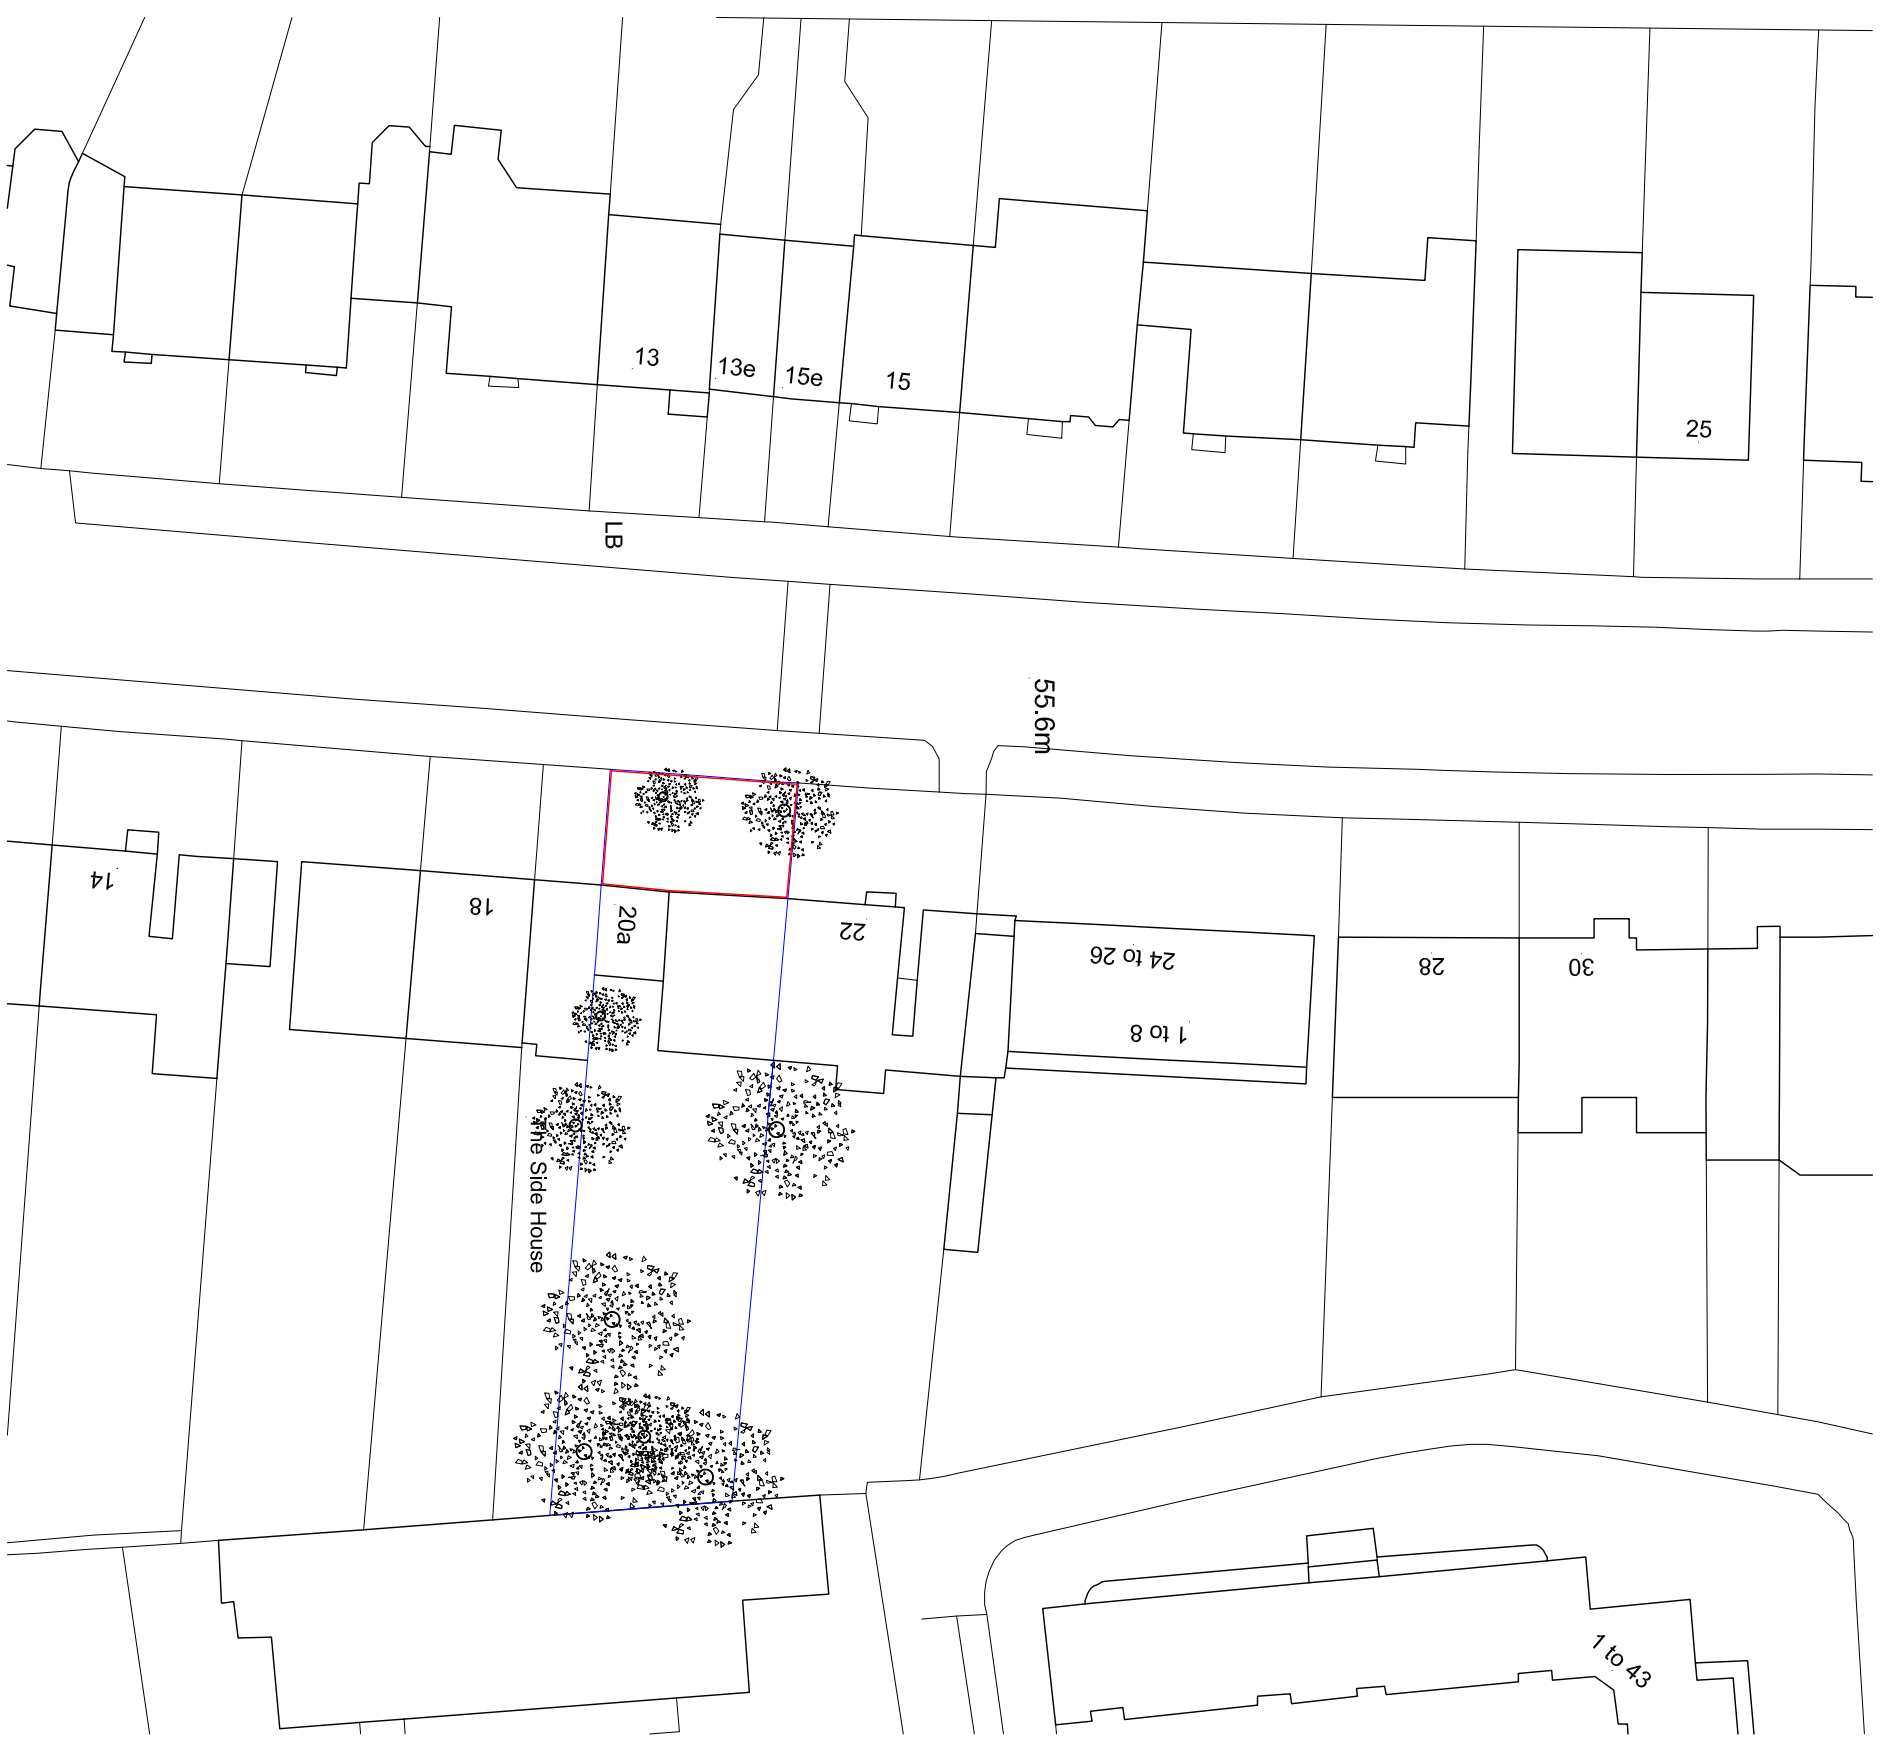 13
13e
15e
15
25
LB
55.6m
14
18
20a
22
24 to 26
1 to 8
28
30
The Side House
1 to 43